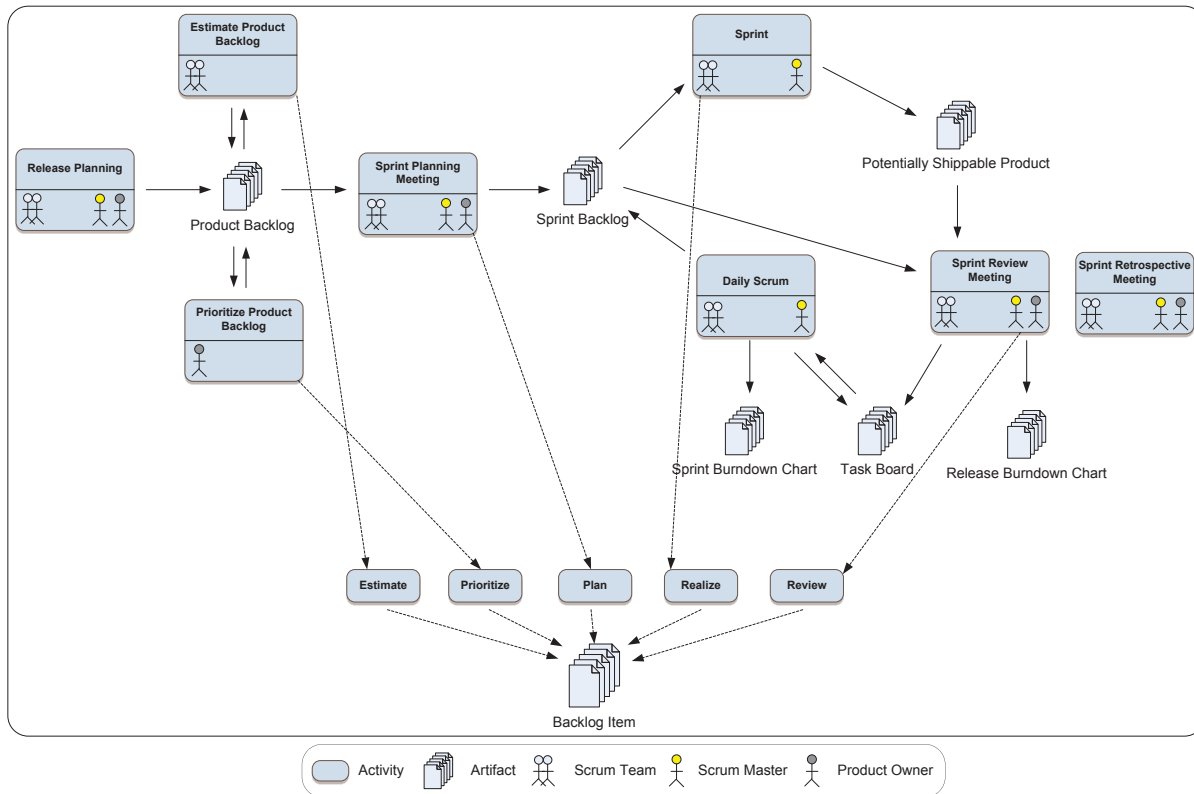 Estimate Product
Backlog
Sprint
Release Planning
Product Backlog
Sprint Planning
Meeting
Sprint Backlog
Potentially Shippable Product
Prioritize Product
Backlog
Daily Scrum
Sprint Review
Meeting
Sprint Retrospective
Meeting
Sprint Burndown Chart
Task Board
Release Burndown Chart
Estimate
Prioritize
Plan
Realize
Review
Backlog Item
Activity
Artifact
Scrum Team
Scrum Master
Product Owner